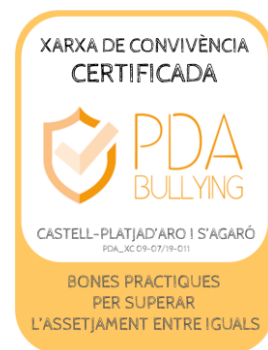 XARXA DE CONVIVÈNCIA
CERTIFICADA
PDA
BULLYING
CASTELL-PLATJAD'ARO I S'AGARÓ
PDA_XC 09-07/19-011
BONES PRACTIQUES
PER SUPERAR
L'ASSETJAMENT ENTRE IGUALS